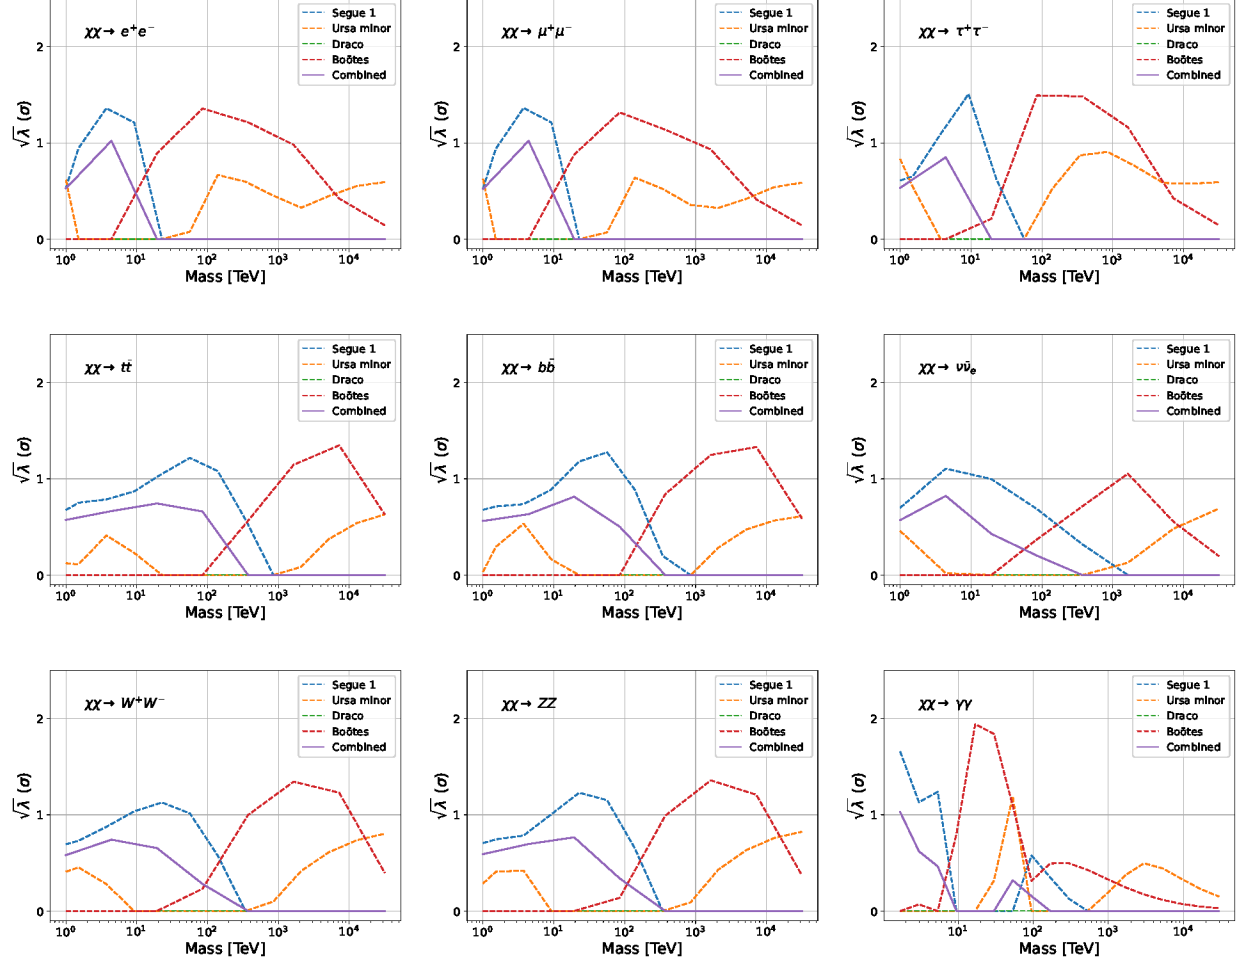 χχ→ e⁺e⁻
Segue 1
Ursa minor
Draco
Boötes
Combined
√λ (σ)
0
1
2
10⁰
10¹
10²
10³
10⁴
Mass [TeV]
χχ→ μ⁺μ⁻
Segue 1
Ursa minor
Draco
Boötes
Combined
√λ (σ)
0
1
2
10⁰
10¹
10²
10³
10⁴
Mass [TeV]
χχ→ τ⁺τ⁻
Segue 1
Ursa minor
Draco
Boötes
Combined
√λ (σ)
0
1
2
10⁰
10¹
10²
10³
10⁴
Mass [TeV]
χχ→ tt̄
Segue 1
Ursa minor
Draco
Boötes
Combined
√λ (σ)
0
1
2
10⁰
10¹
10²
10³
10⁴
Mass [TeV]
χχ→ bb̄
Segue 1
Ursa minor
Draco
Boötes
Combined
√λ (σ)
0
1
2
10⁰
10¹
10²
10³
10⁴
Mass [TeV]
χχ→ νν̄ₑ
Segue 1
Ursa minor
Draco
Boötes
Combined
√λ (σ)
0
1
2
10⁰
10¹
10²
10³
10⁴
Mass [TeV]
χχ→ W⁺W⁻
Segue 1
Ursa minor
Draco
Boötes
Combined
√λ (σ)
0
1
2
10⁰
10¹
10²
10³
10⁴
Mass [TeV]
χχ→ ZZ
Segue 1
Ursa minor
Draco
Boötes
Combined
√λ (σ)
0
1
2
10⁰
10¹
10²
10³
10⁴
Mass [TeV]
χχ→ γγ
Segue 1
Ursa minor
Draco
Boötes
Combined
√λ (σ)
0
1
2
10¹
10²
10³
10⁴
Mass [TeV]